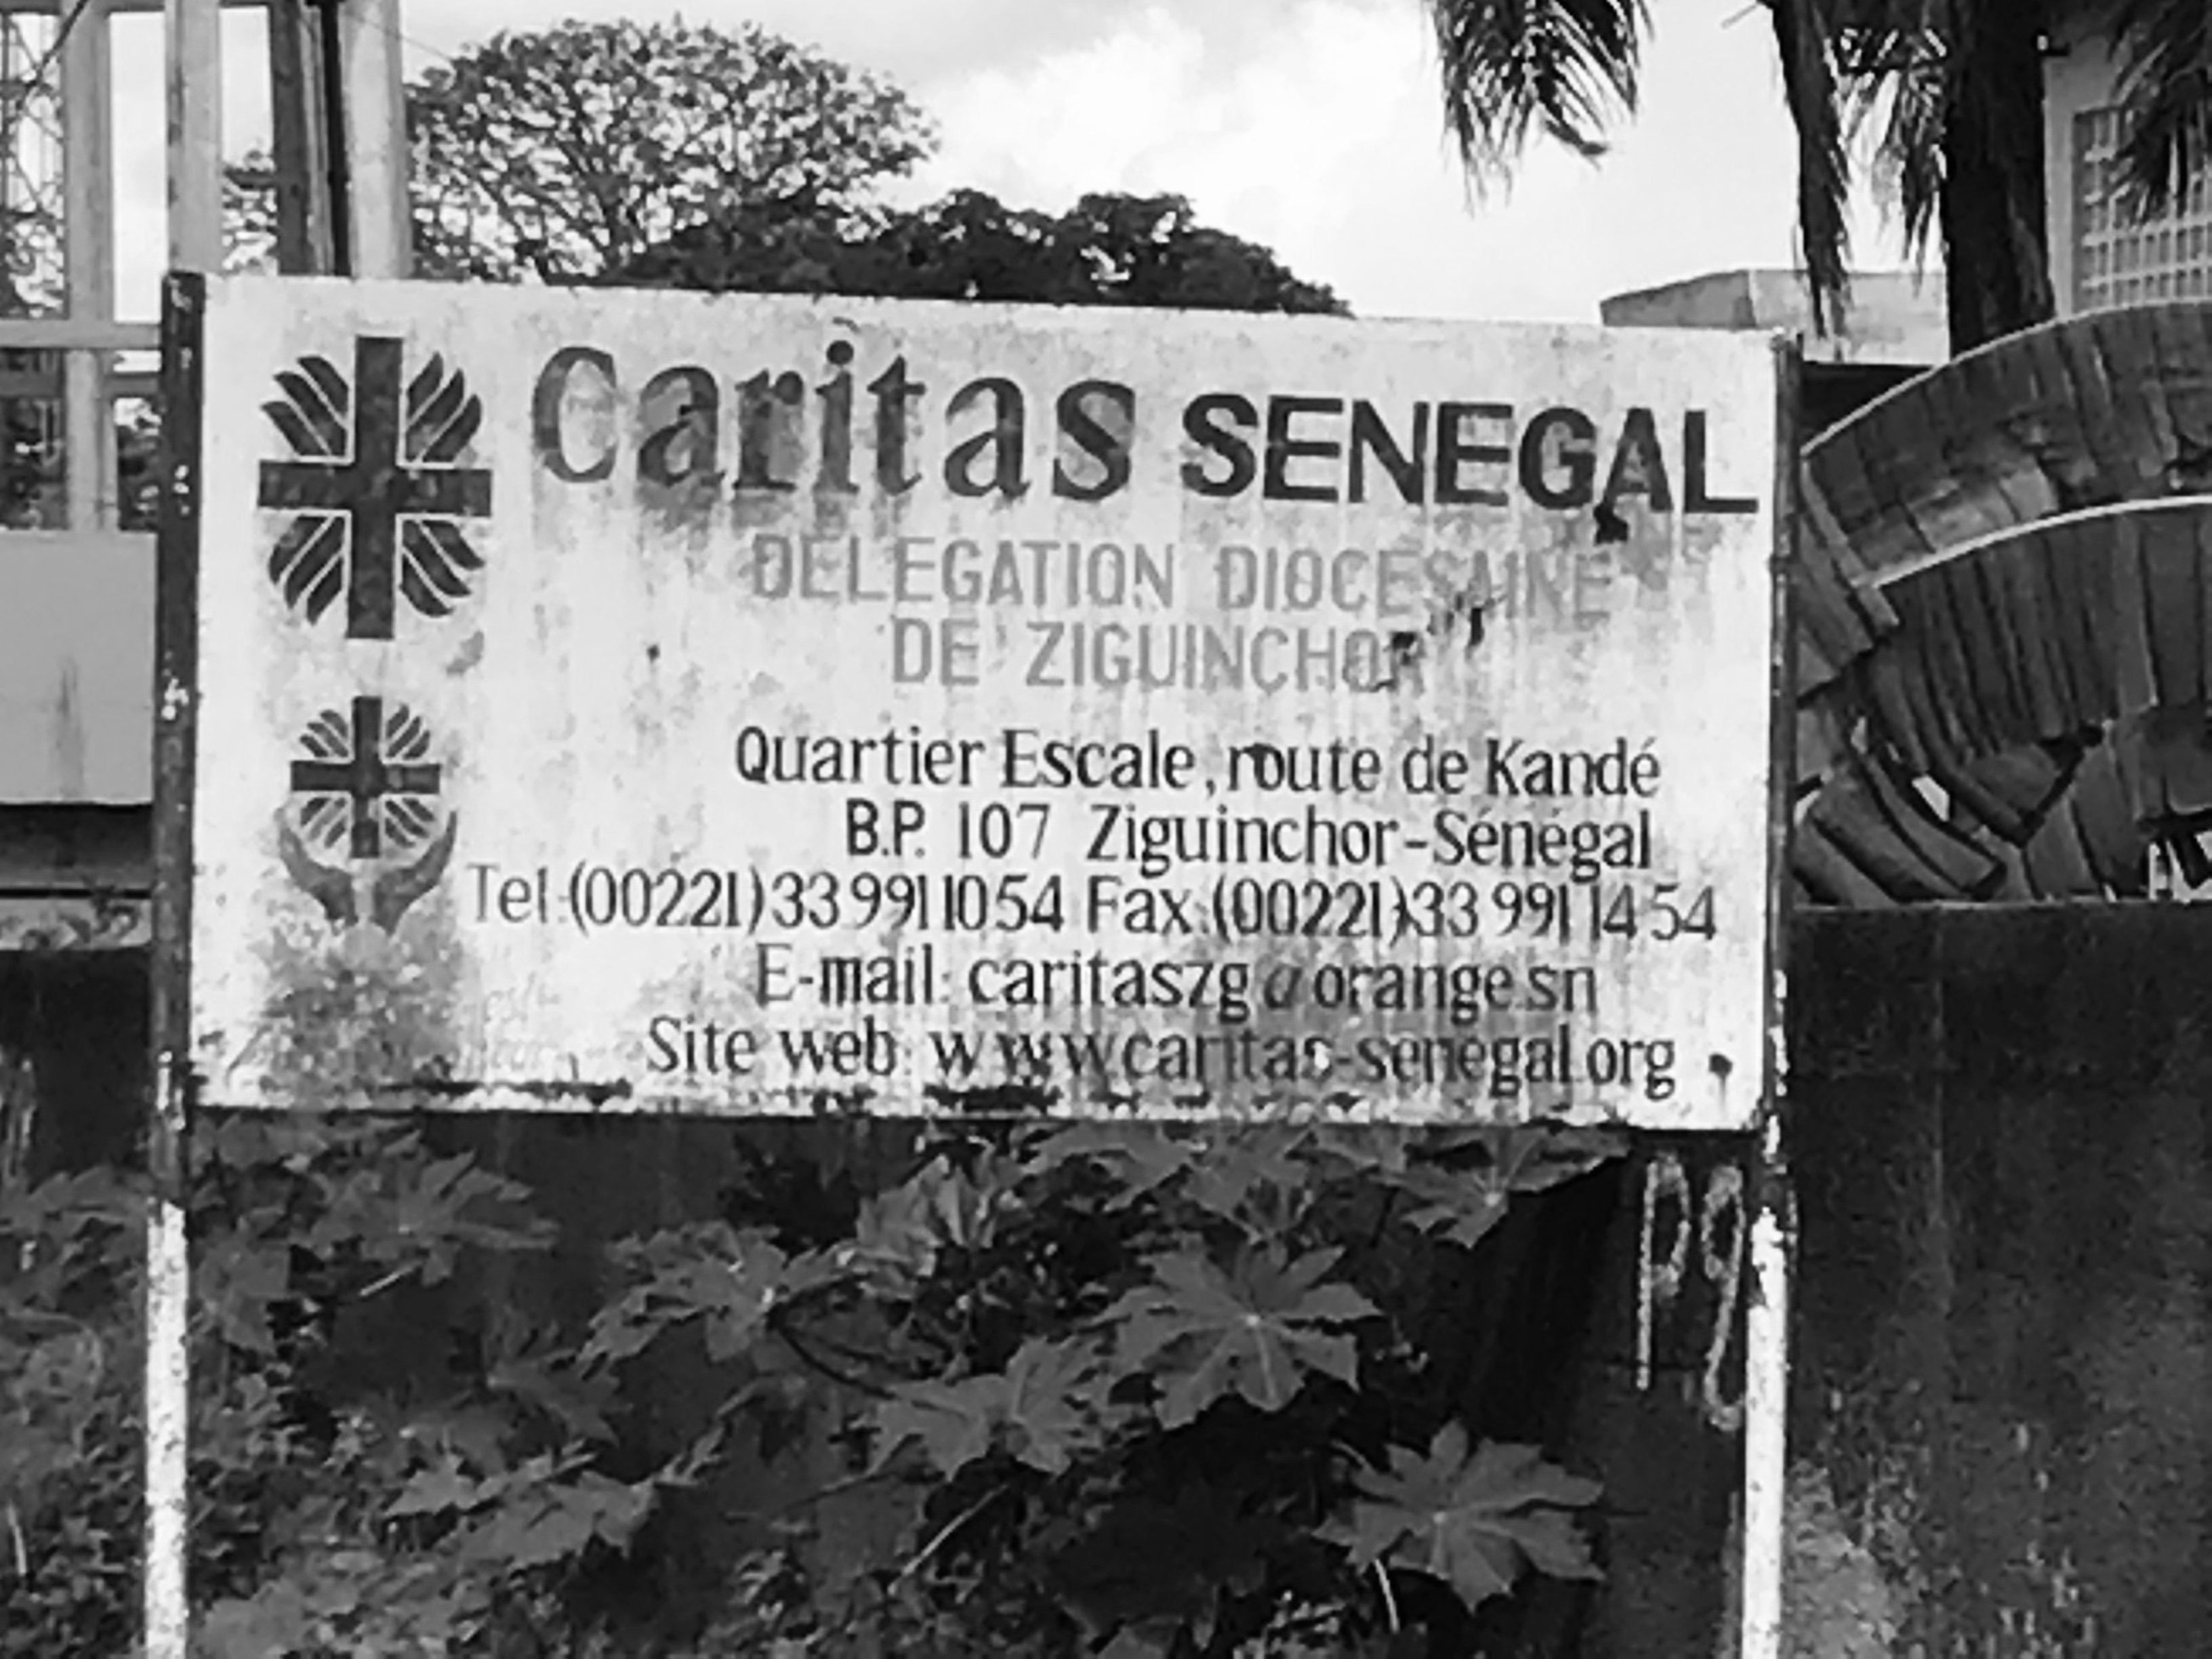 Caritas SENEGAL
DELEGATION DIOCESAINE
DE ZIGUINCHOR
Quartier Escale, route de Kandé
B.P. 107 Ziguinchor-Sénégal
Tel:(00221)33 991 10 54 Fax:(00221)33 991 14 54
E-mail: caritaszg@orange.sn
Site web: www.caritas-senegal.org